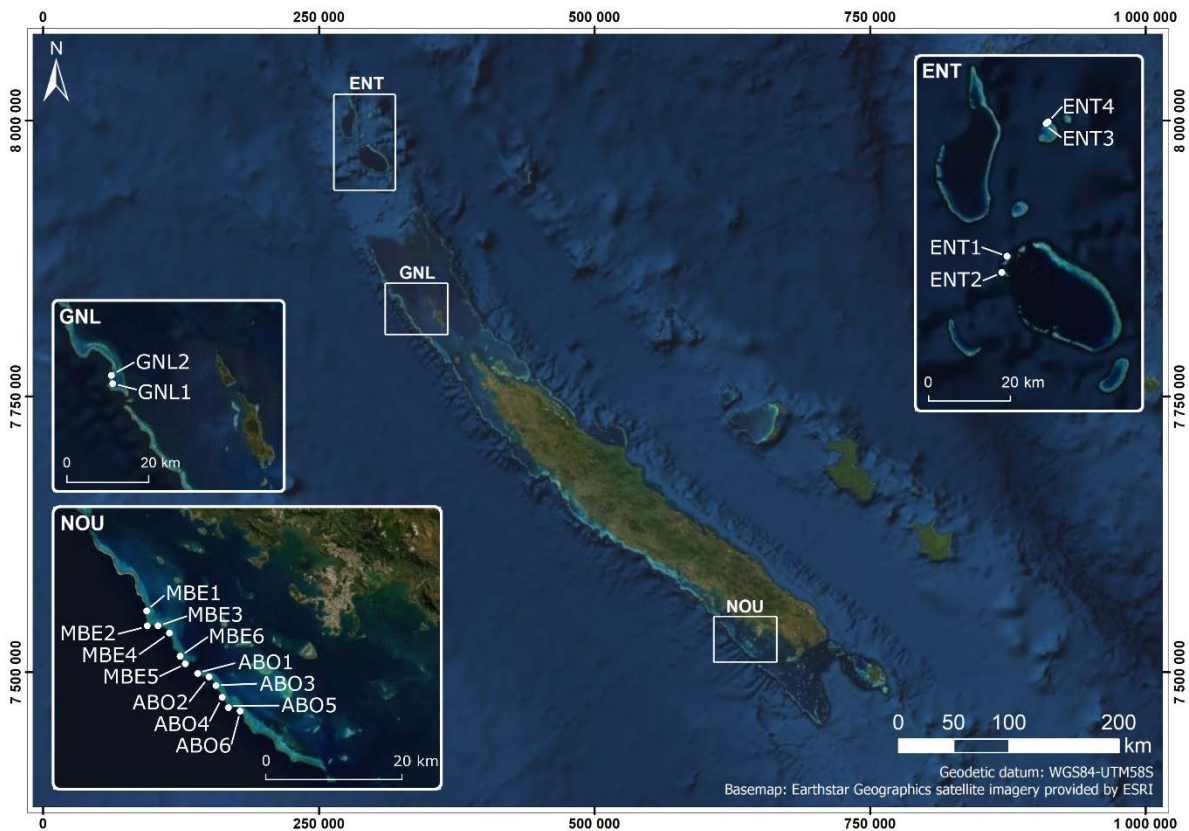 0
250 000
500 000
750 000
1 000 000
N
ENT
ENT
ENT4
ENT3
8 000 000
8 000 000
ENT1
ENT2
0 20 km
GNL
GNL
GNL2
GNL1
0 20 km
7 750 000
7 750 000
NOU
MBE1
MBE3
MBE2
MBE6
MBE4
ABO1
MBE5
ABO3
ABO2
ABO5
ABO4
ABO6
0 20 km
NOU
7 500 000
7 500 000
0 50 100 200
km
Geodetic datum: WGS84-UTM58S
Basemap: Earthstar Geographics satellite imagery provided by ESRI
0
250 000
500 000
750 000
1 000 000